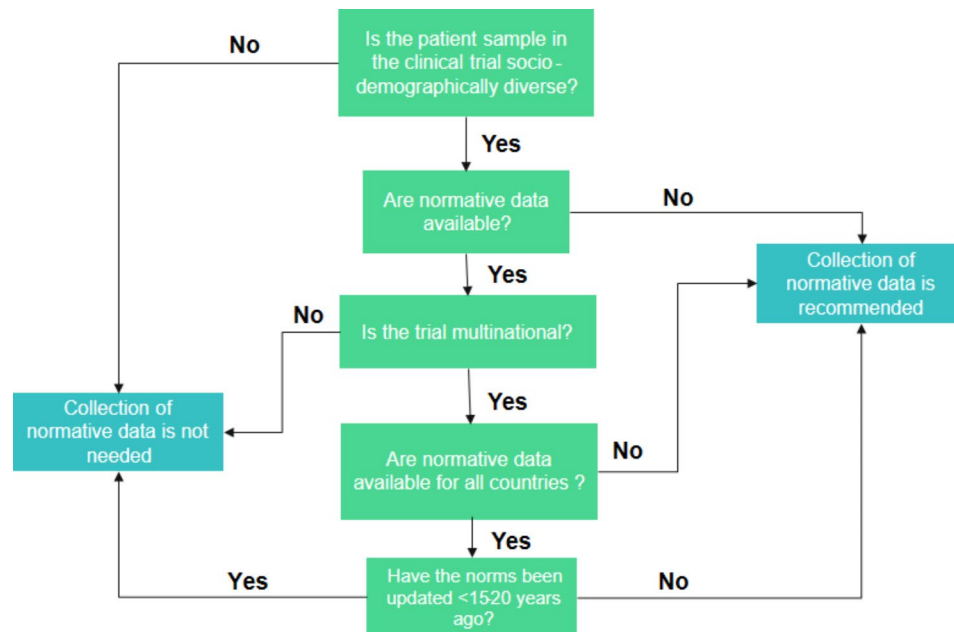 Is the patient sample in
the clinical trial socio-
demographically diverse?
No
Yes
Are normative data
available?
No
Yes
Collection of
normative data is
recommended
Is the trial multinational?
No
Yes
Collection of
normative data is not
needed
Are normative data
available for all countries ?
No
Yes
Have the norms been
updated <1520 years
ago?
Yes
No